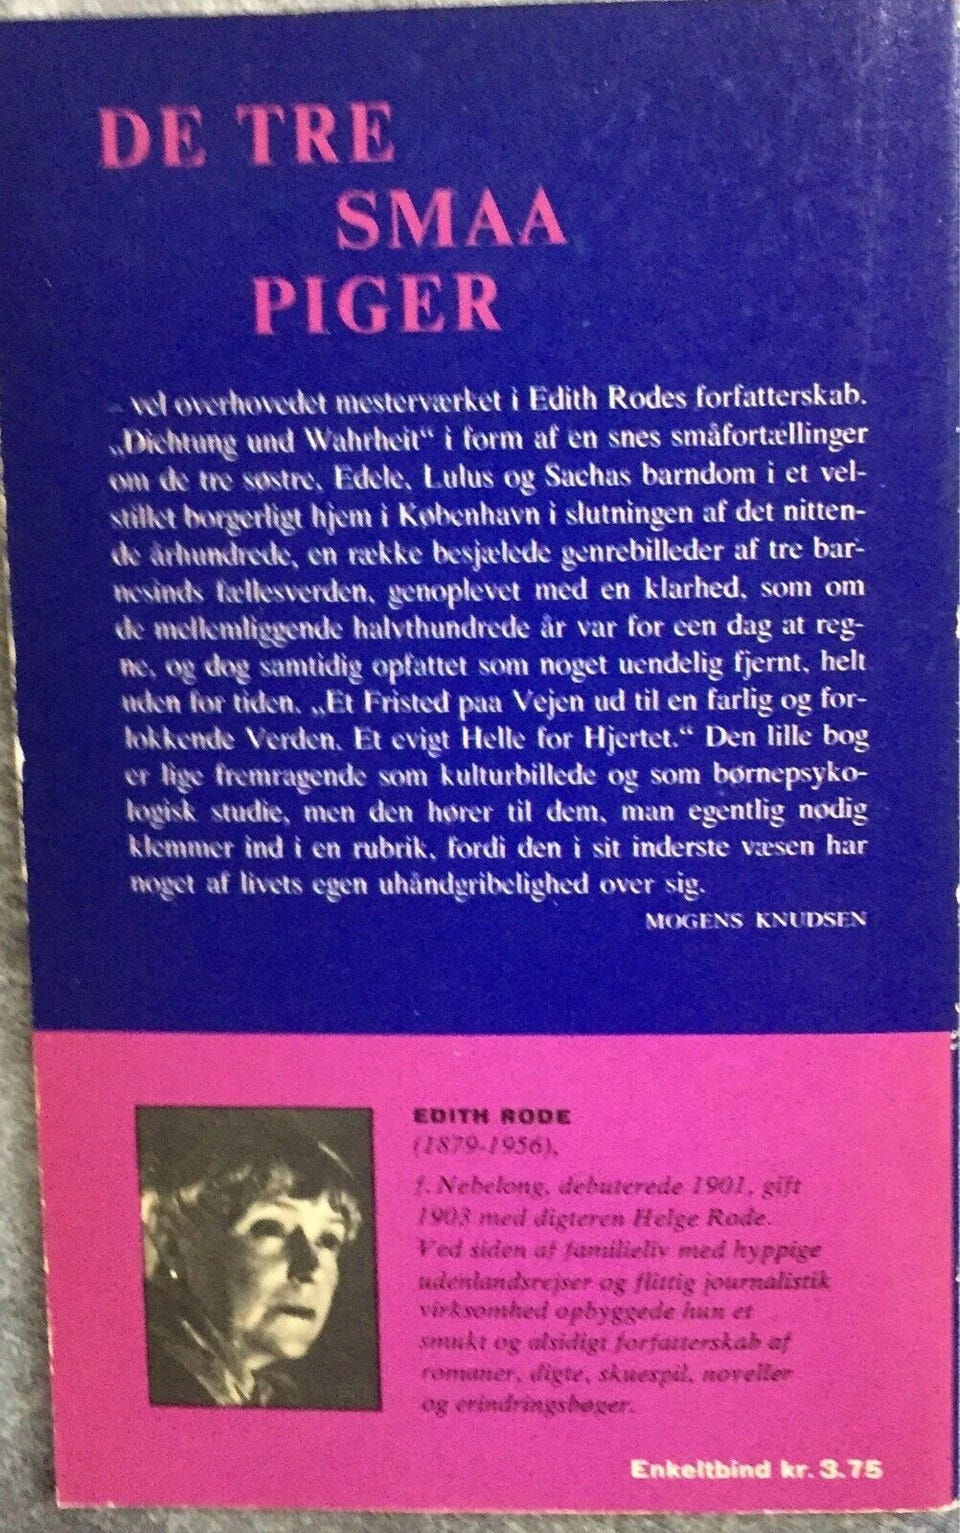 DE TRE
SMAA
PIGER
– vel overhovedet mesterværket i Edith Rodes forfatterskab.
„Dichtung und Wahrheit“ i form af en snes småfortællinger
om de tre søstre, Edele, Lulus og Sachas barndom i et vel-
stillet borgerligt hjem i København i slutningen af det nitten-
de århundrede, en række besjælede genrebilleder af tre bar-
nesinds fællesverden, genoplevet med en klarhed, som om
de mellemliggende halvthundrede år var for een dag at reg-
ne, og dog samtidig opfattet som noget uendelig fjernt, helt
uden for tiden. „Et Fristed paa Vejen ud til en farlig og for-
lokkende Verden. Et evigt Helle for Hjertet.“ Den lille bog
er lige fremragende som kulturbillede og som børnepsyko-
logisk studie, men den hører til dem, man egentlig nødig
klemmer ind i en rubrik, fordi den i sit inderste væsen har
noget af livets egen uhåndgribelighed over sig.
MOGENS KNUDSEN
EDITH RODE
(1879-1956),
f. Nebelong, debuterede 1901, gift
1903 med digteren Helge Rode.
Ved siden af familieliv med hyppige
udenlandsrejser og flittig journalistik
virksomhed opbyggede hun et
smukt og alsidigt forfatterskab af
romaner, digte, skuespil, noveller
og erindringsbøger.
Enkeltbind kr. 3.75